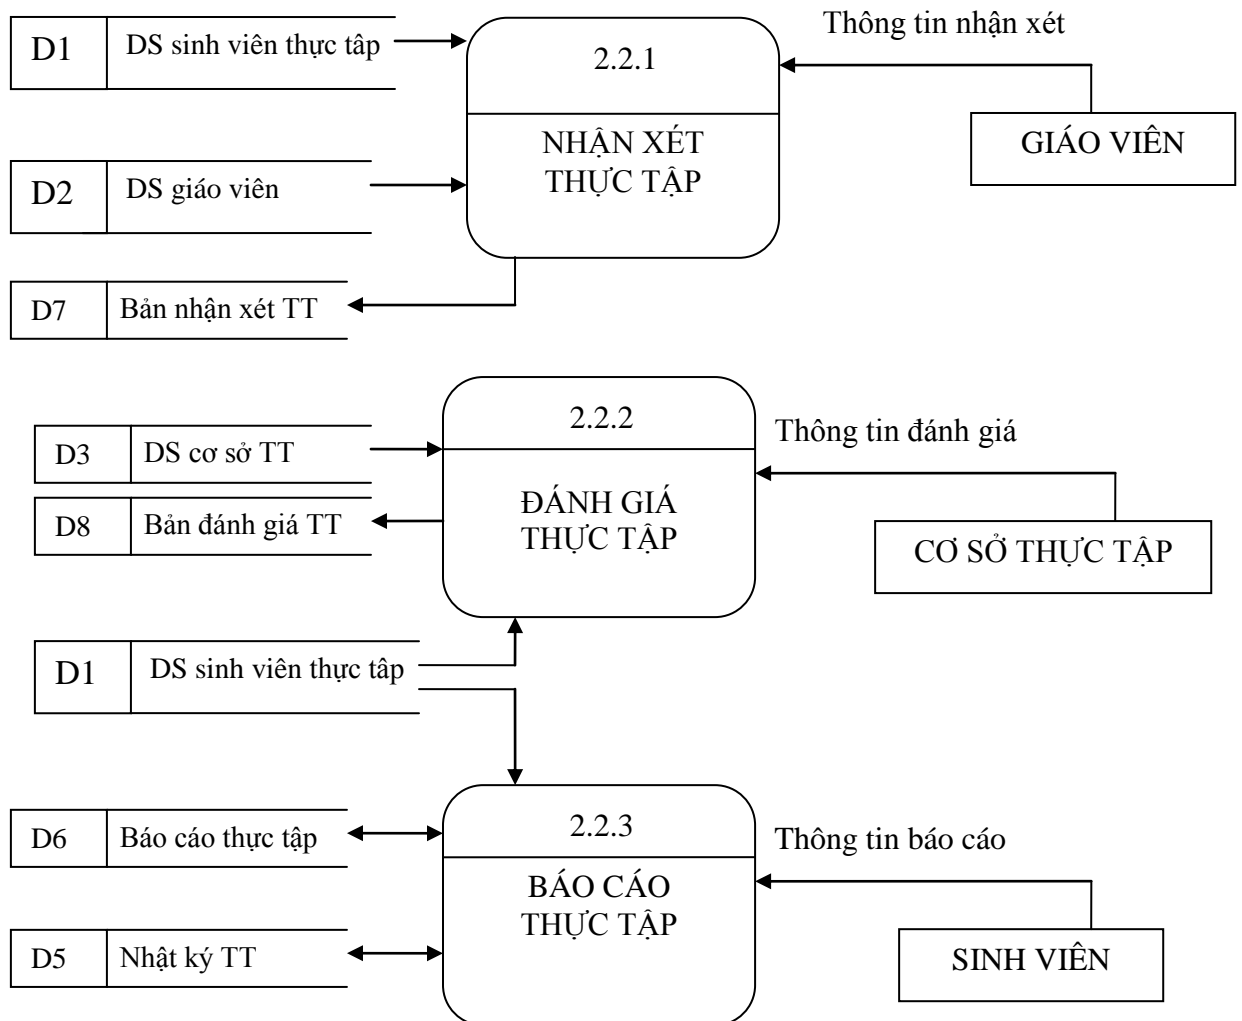 Thông tin nhận xét
D1 DS sinh viên thực tâp
2.2.1
NHẬN XÉT
THỰC TẬP
GIÁO VIÊN
D2 DS giáo viên
D7 Bản nhận xét TT
2.2.2
Thông tin đánh giá
D3 DS cơ sở TT
ĐÁNH GIÁ
THỰC TẬP
D8 Bản đánh giá TT
CƠ SỞ THỰC TẬP
D1 DS sinh viên thực tâp
2.2.3
D6 Báo cáo thực tập
Thông tin báo cáo
BÁO CÁO
THỰC TẬP
D5 Nhật ký TT
SINH VIÊN